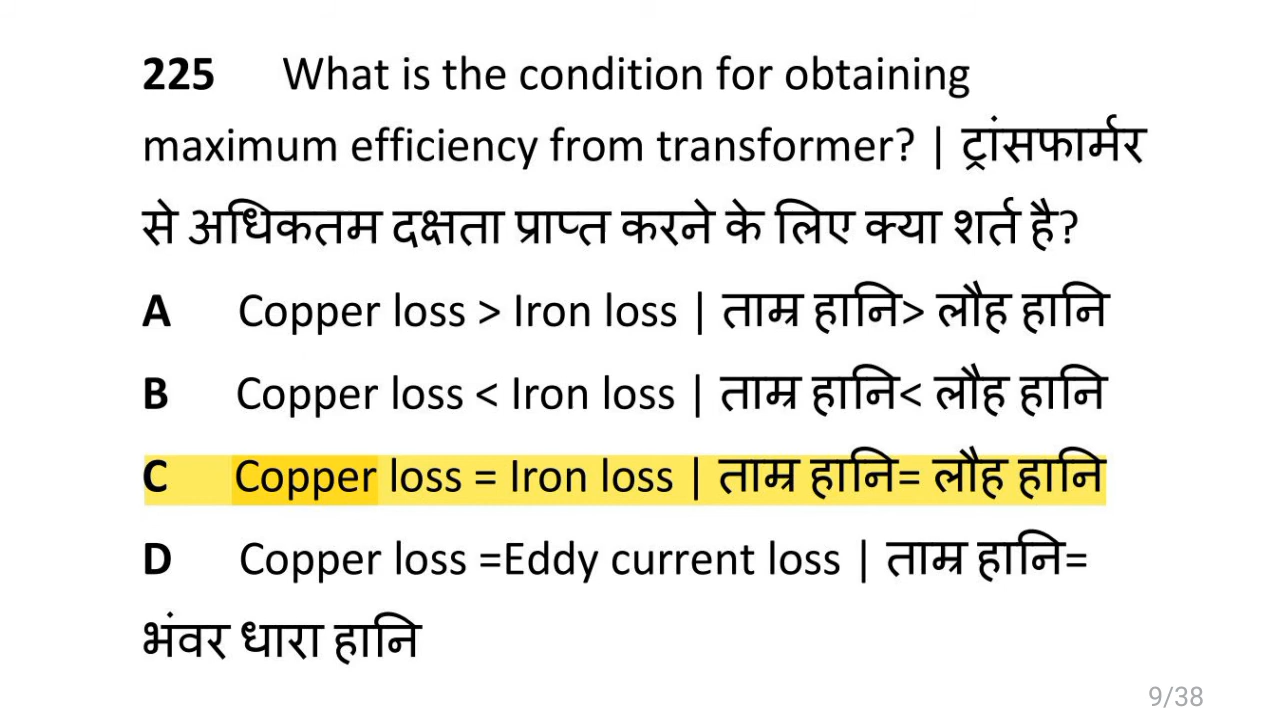 225 What is the condition for obtaining
maximum efficiency from transformer? | ट्रांसफार्मर
से अधिकतम दक्षता प्राप्त करने के लिए क्या शर्त है?
A Copper loss > Iron loss | ताम्र हानि> लौह हानि
B Copper loss < Iron loss | ताम्र हानि< लौह हानि
C Copper loss = Iron loss | ताम्र हानि= लौह हानि
D Copper loss =Eddy current loss | ताम्र हानि=
भंवर धारा हानि
9/38